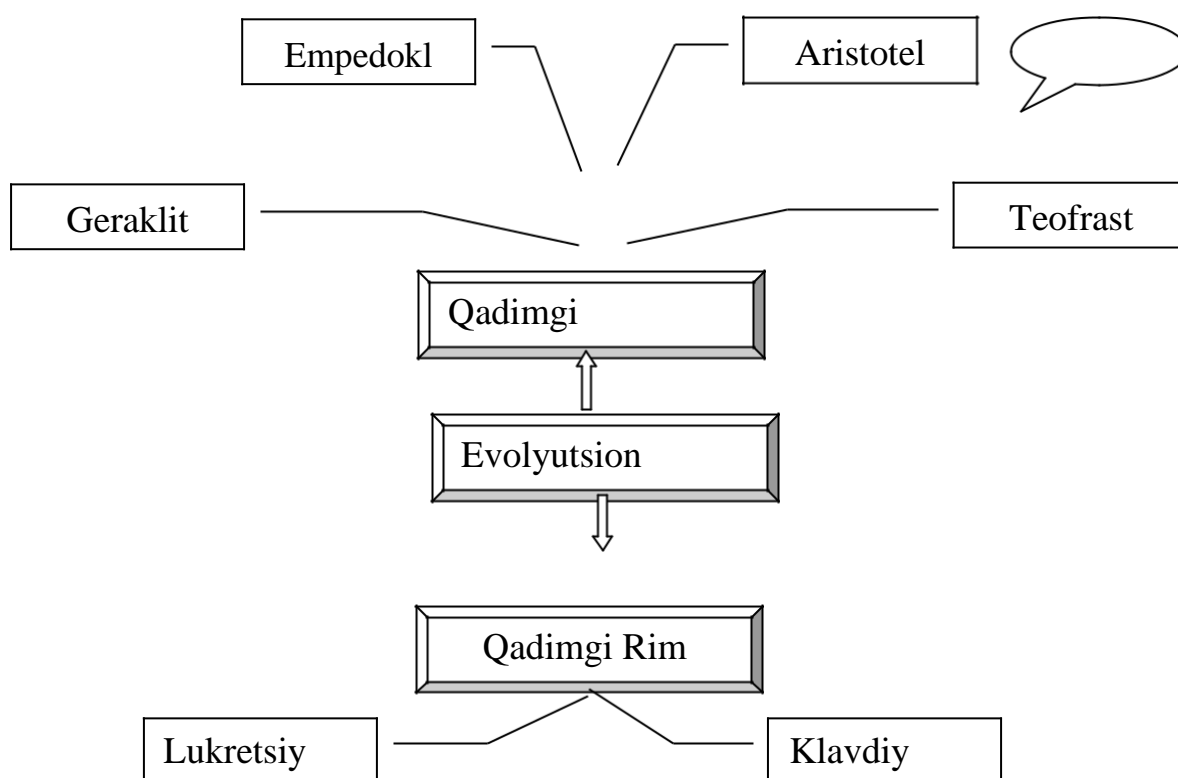 Empedokl
Aristotel
Geraklit
Teofrast
Qadimgi
Evolyutsion
Qadimgi Rim
Lukretsiy
Klavdiy